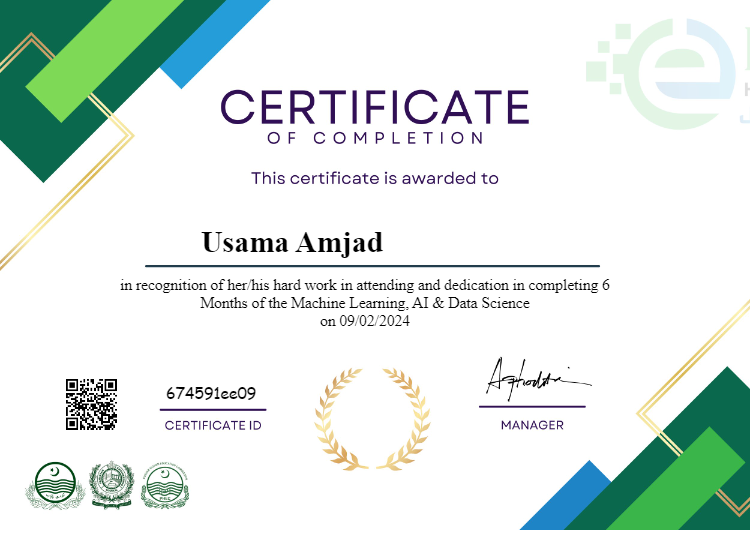 CERTIFICATE
OF COMPLETION
This certificate is awarded to
Usama Amjad
in recognition of her/his hard work in attending and dedication in completing 6
Months of the Machine Learning, AI & Data Science
on 09/02/2024
674591ee09
CERTIFICATE ID
MANAGER